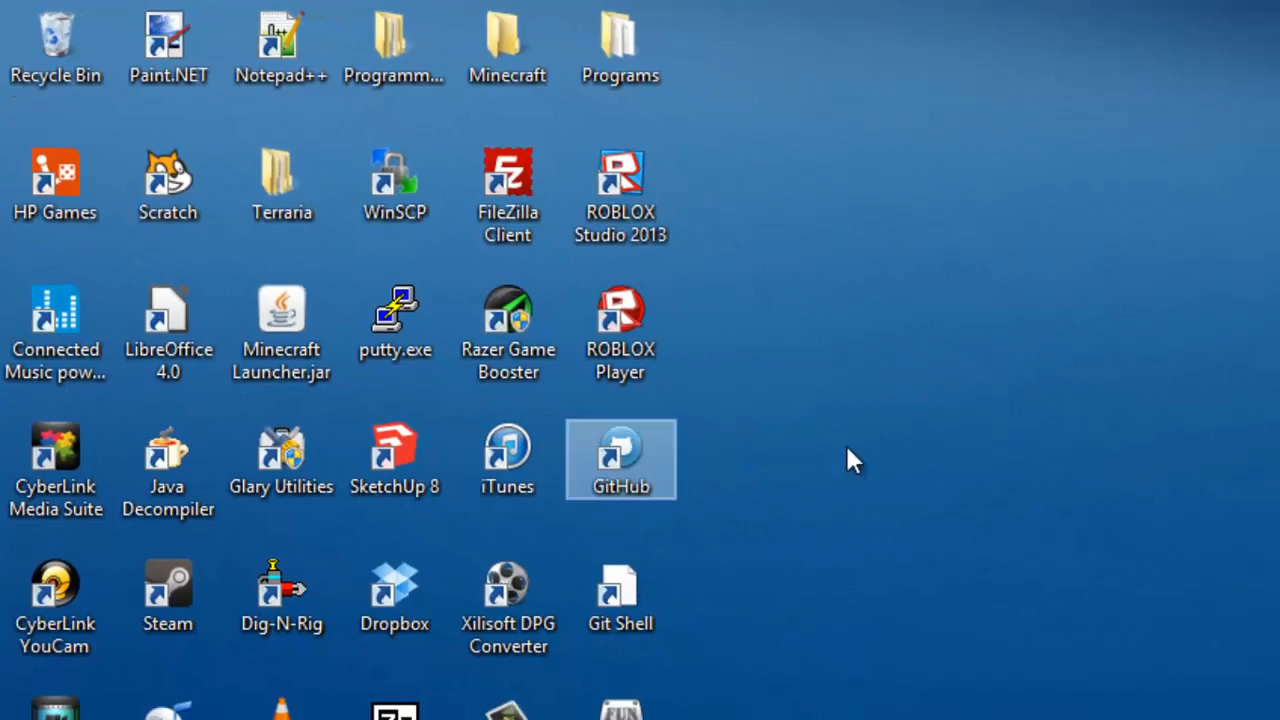 Recycle Bin
Paint.NET
Notepad++
Programm...
Minecraft
Programs
HP Games
Scratch
Terraria
WinSCP
FileZilla
Client
ROBLOX
Studio 2013
Connected
Music pow...
LibreOffice
4.0
Minecraft
Launcher.jar
putty.exe
Razer Game
Booster
ROBLOX
Player
CyberLink
Media Suite
Java
Decompiler
Glary Utilities
SketchUp 8
iTunes
GitHub
CyberLink
YouCam
Steam
Dig-N-Rig
Dropbox
Xilisoft DPG
Converter
Git Shell
FUN